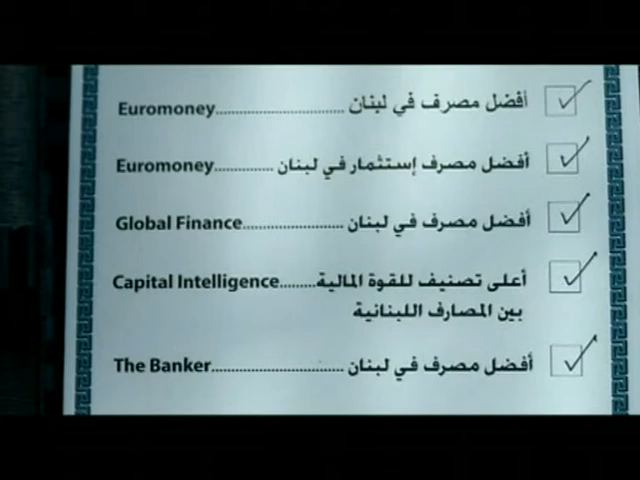 أفضل مصرف في لبنان ........................... Euromoney
أفضل مصرف إستثمار في لبنان ............ Euromoney
أفضل مصرف في لبنان ..................... Global Finance
أعلى تصنيف للقوة المالية ........ Capital Intelligence
بين المصارف اللبنانية
أفضل مصرف في لبنان ........................... The Banker